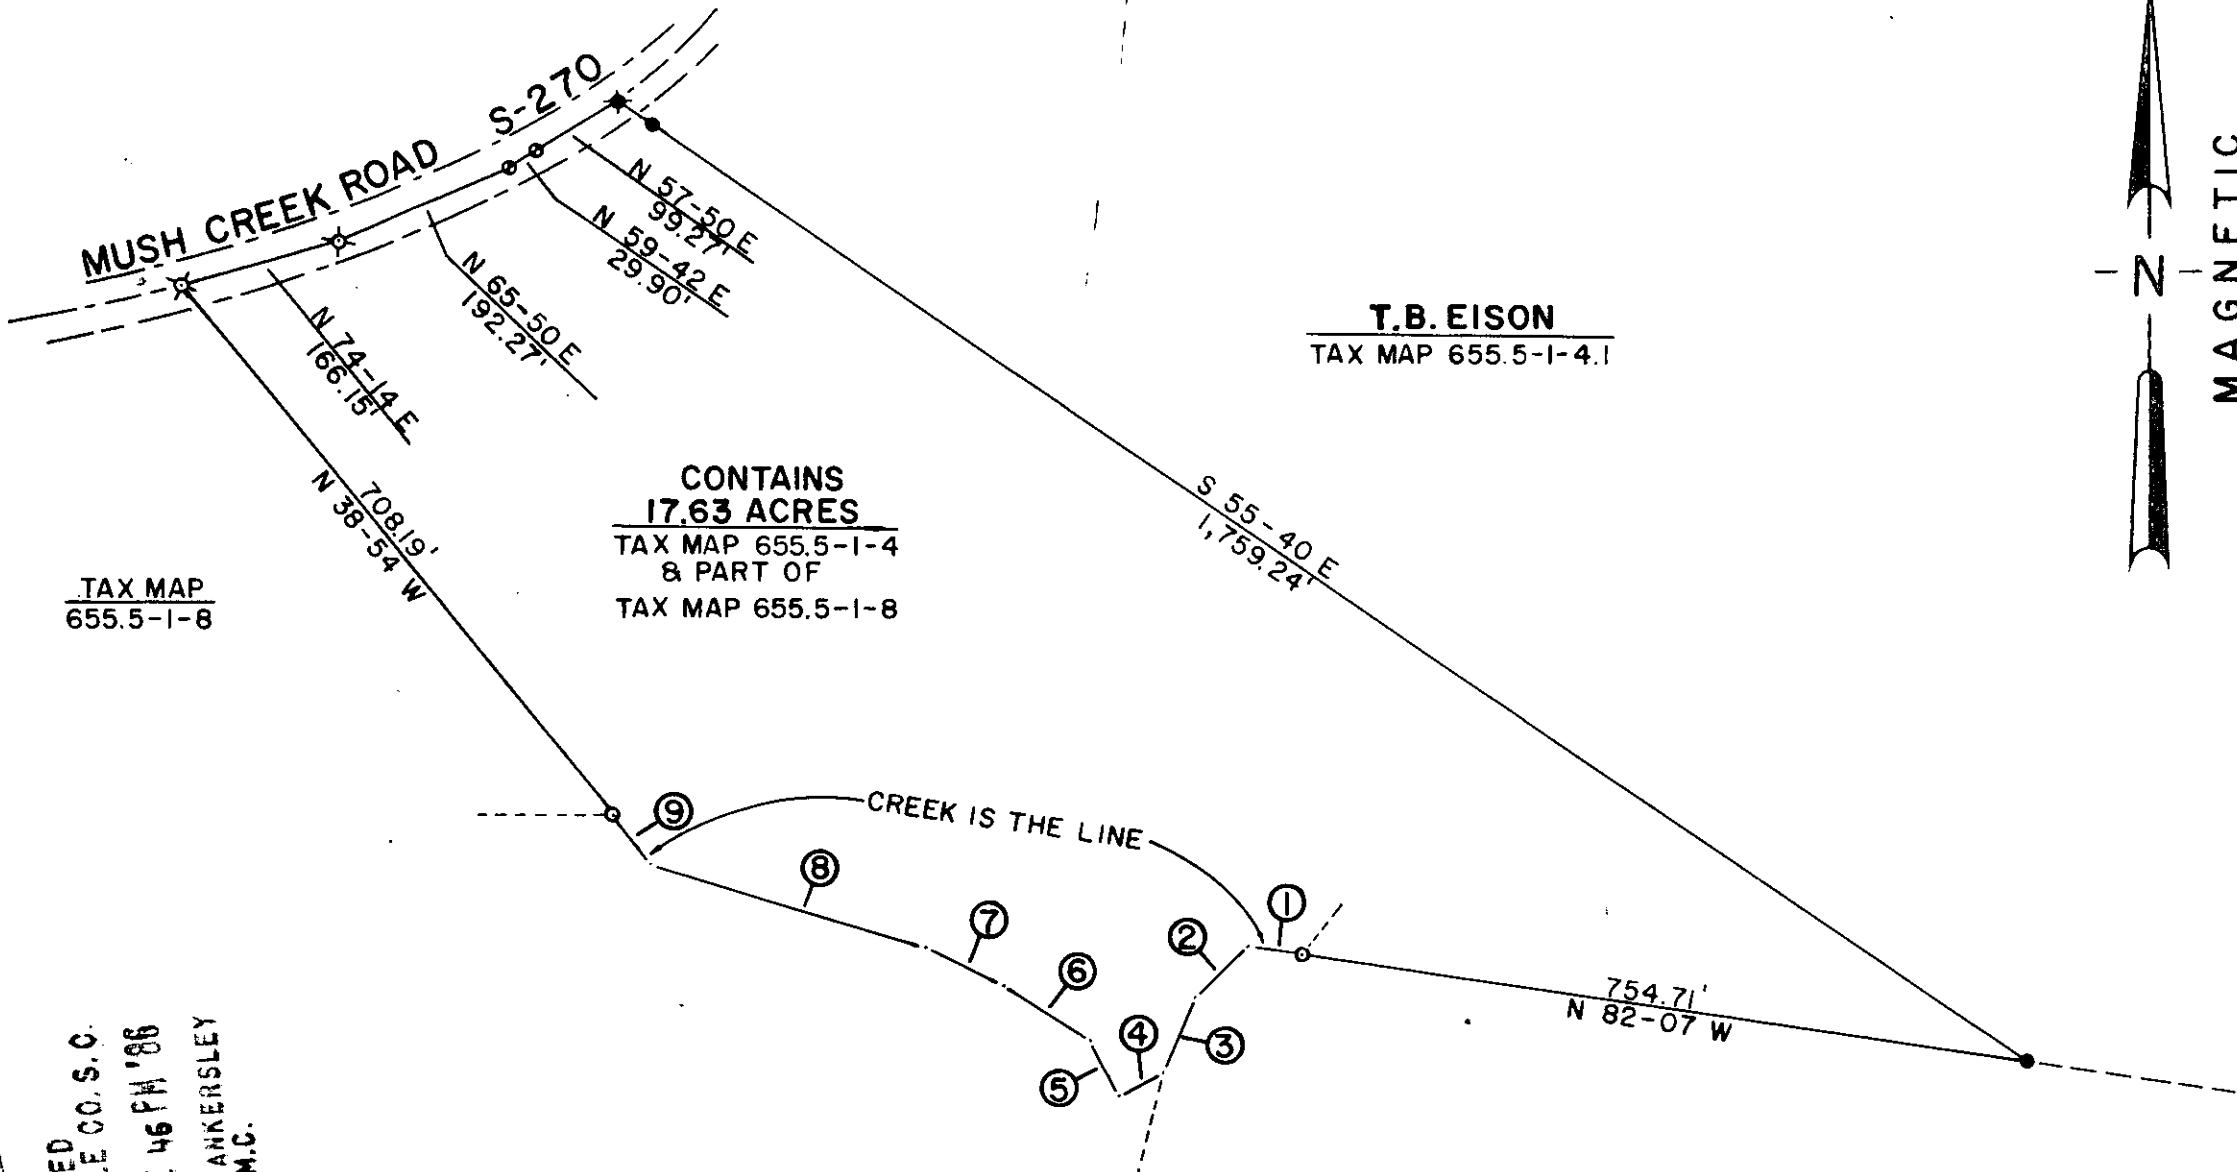 MUSH CREEK ROAD S-270
N 57-50 E
99.27'
N 59-42 E
29.90'
N 65-50 E
192.27'
N 74-14 E
166.15'
T.B. EISON
TAX MAP 655.5-1-4.1
N
MAGNETIC
CONTAINS
17.63 ACRES
TAX MAP 655.5-1-4
& PART OF
TAX MAP 655.5-1-8
708.19'
N 38-54 W
S 55-40 E
1,759.24'
TAX MAP
655.5-1-8
CREEK IS THE LINE
9
8
7
6
5
4
3
2
1
754.71'
N 82-07 W
CO. S.C.
46 PM '86
ANKERSLEY
M.C.